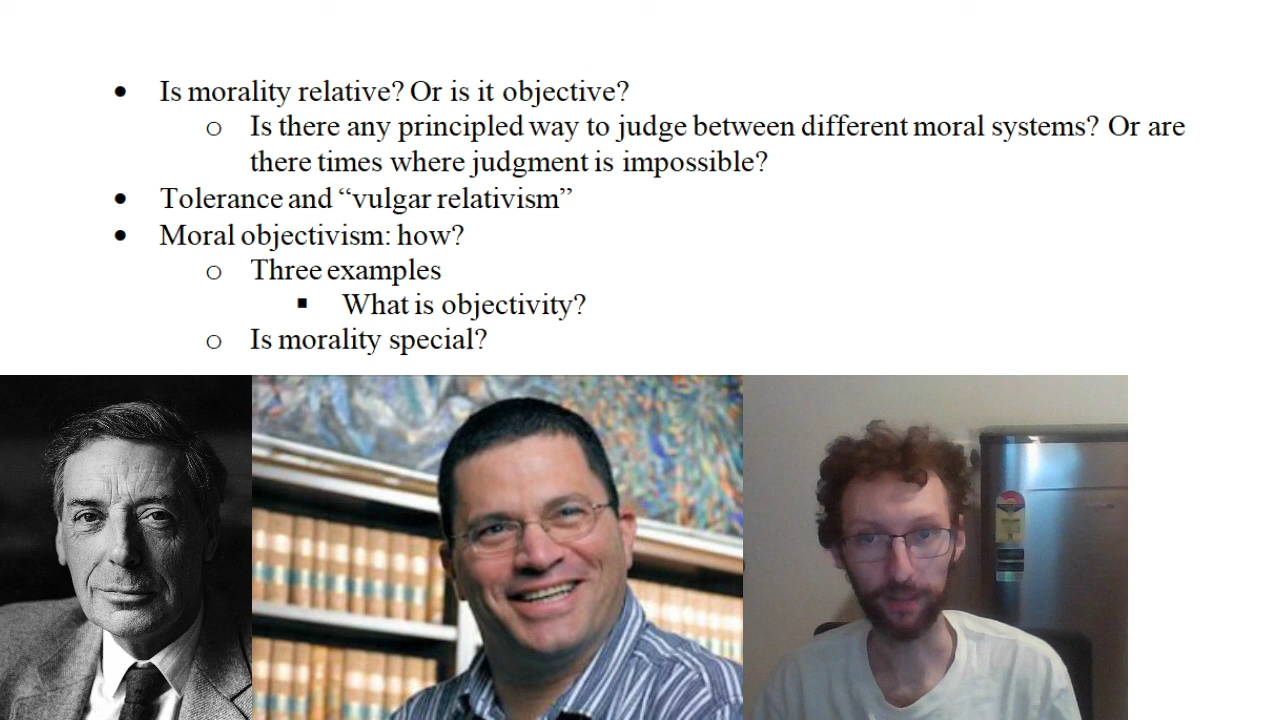 • Is morality relative? Or is it objective?
o Is there any principled way to judge between different moral systems? Or are
there times where judgment is impossible?
• Tolerance and “vulgar relativism”
• Moral objectivism: how?
o Three examples
▪ What is objectivity?
o Is morality special?